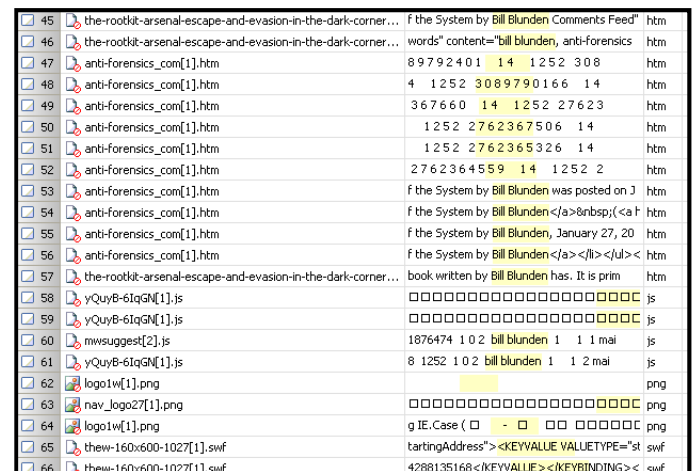 45 the-rootkit-arsenal-escape-and-evasion-in-the-dark-corner... f the System by Bill Blunden Comments Feed" htm
46 the-rootkit-arsenal-escape-and-evasion-in-the-dark-corner... words" content="bill blunden, anti-forensics htm
47 anti-forensics_com[1].htm 89792401 14 1252 308 htm
48 anti-forensics_com[1].htm 4 1252 3089790166 14 htm
49 anti-forensics_com[1].htm 367660 14 1252 27623 htm
50 anti-forensics_com[1].htm 1252 2762367506 14 htm
51 anti-forensics_com[1].htm 1252 2762365326 14 htm
52 anti-forensics_com[1].htm 2762364559 14 1252 2 htm
53 anti-forensics_com[1].htm f the System by Bill Blunden was posted on J htm
54 anti-forensics_com[1].htm f the System by Bill Blunden</a>&nbsp;(<a h htm
55 anti-forensics_com[1].htm f the System by Bill Blunden, January 27, 20 htm
56 anti-forensics_com[1].htm f the System by Bill Blunden</a></li></ul>< htm
57 the-rootkit-arsenal-escape-and-evasion-in-the-dark-corner... book written by Bill Blunden has. It is prim htm
58 yQuyB-6IqGN[1].js js
59 yQuyB-6IqGN[1].js js
60 mwsuggest[2].js 1876474 1 0 2 bill blunden 1 1 1 mai js
61 yQuyB-6IqGN[1].js 8 1252 1 0 2 bill blunden 1 1 2 mai js
62 logo1w[1].png png
63 nav_logo27[1].png png
64 logo1w[1].png g IE.Case ( - png
65 thew-160x600-1027[1].swf tartingAddress"><KEYVALUE VALUETYPE="st swf
66 thew-160x600-1027[1].swf 4288135168</KEYVALUE></KEYBINDING>< swf